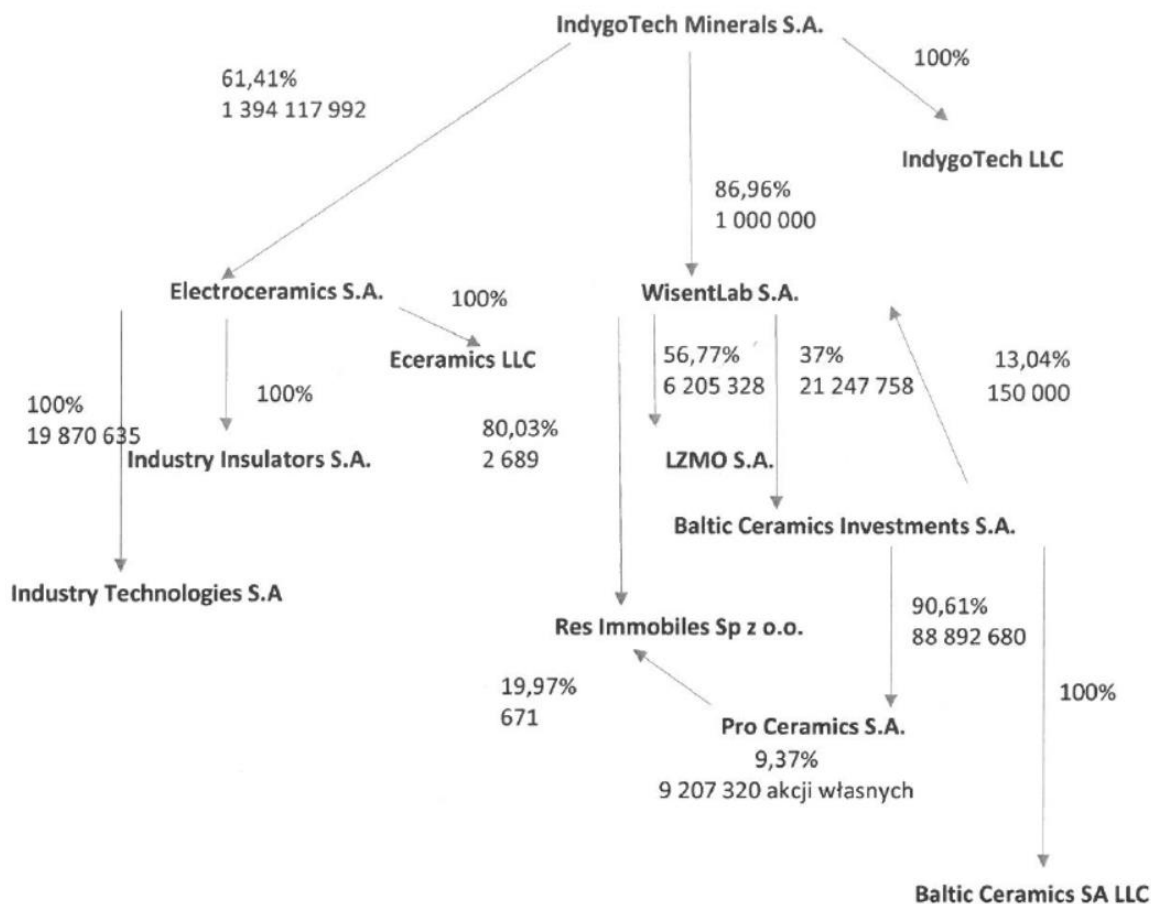 IndygoTech Minerals S.A.
61,41%
1 394 117 992
100%
IndygoTech LLC
86,96%
1 000 000
Electroceramics S.A.
100%
WisentLab S.A.
Eceramics LLC
56,77%
6 205 328
37%
21 247 758
13,04%
150 000
100%
19 870 635
100%
80,03%
2 689
Industry Insulators S.A.
LZMO S.A.
Baltic Ceramics Investments S.A.
Industry Technologies S.A
Res Immobiles Sp z o.o.
90,61%
88 892 680
19,97%
671
100%
Pro Ceramics S.A.
9,37%
9 207 320 akcji własnych
Baltic Ceramics SA LLC